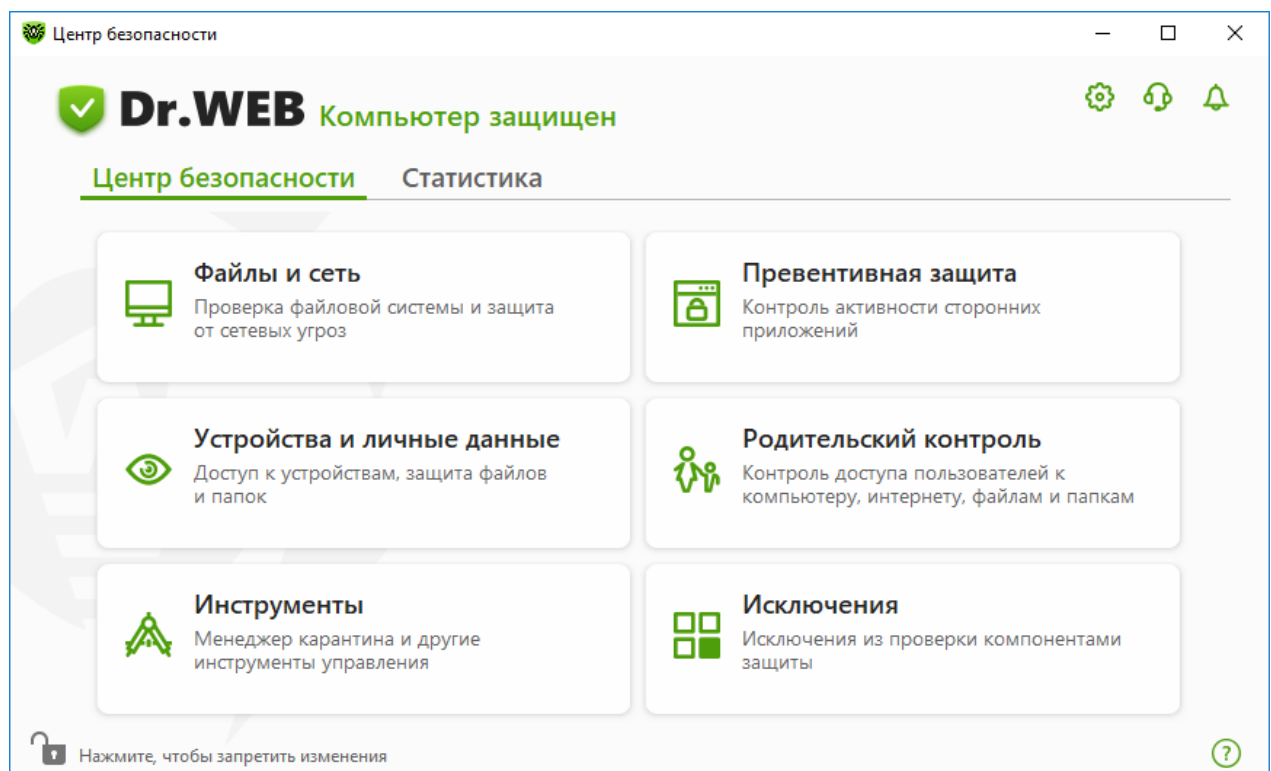 Центр безопасности
Dr.WEB Компьютер защищен
Центр безопасности Статистика
Файлы и сеть
Проверка файловой системы и защита
от сетевых угроз
Превентивная защита
Контроль активности сторонних
приложений
Устройства и личные данные
Доступ к устройствам, защита файлов
и папок
Родительский контроль
Контроль доступа пользователей к
компьютеру, интернету, файлам и папкам
Инструменты
Менеджер карантина и другие
инструменты управления
Исключения
Исключения из проверки компонентами
защиты
Нажмите, чтобы запретить изменения
?